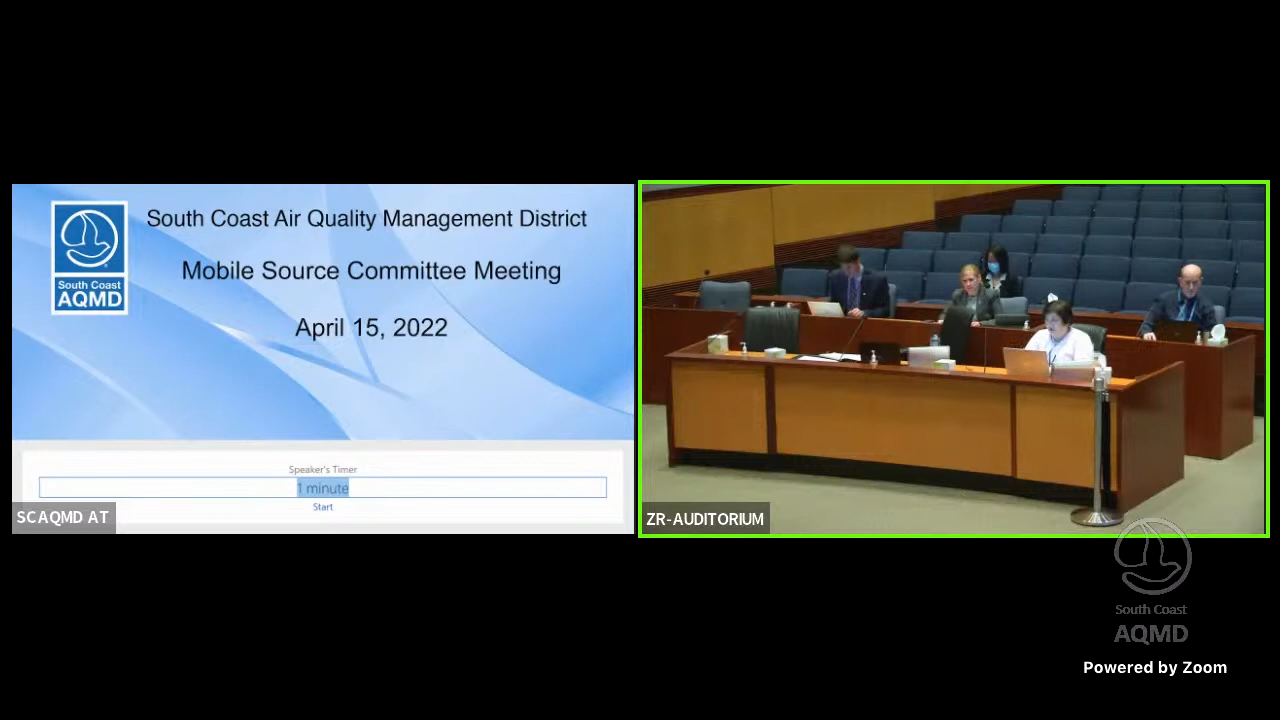 South Coast Air Quality Management District
Mobile Source Committee Meeting
April 15, 2022
South Coast
AQMD
Speaker's Timer
1 minute
Start
SCAQMD AT
ZR-AUDITORIUM
South Coast
AQMD
Powered by Zoom